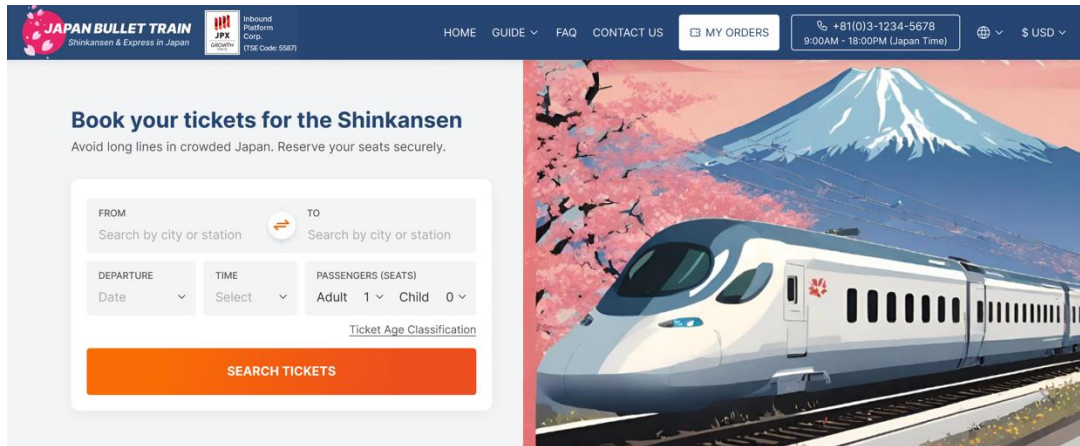 JAPAN BULLET TRAIN
Shinkansen & Express in Japan
JPX
GROWTH
Inbound
Platform
Corp.
(TSE Code: 5587)
HOME GUIDE FAQ CONTACT US MY ORDERS
+81(0)3-1234-5678
9:00AM - 18:00PM (Japan Time)
$ USD
Book your tickets for the Shinkansen
Avoid long lines in crowded Japan. Reserve your seats securely.
FROM TO
Search by city or station Search by city or station
DEPARTURE TIME PASSENGERS (SEATS)
Date Select Adult 1 Child 0
Ticket Age Classification
SEARCH TICKETS